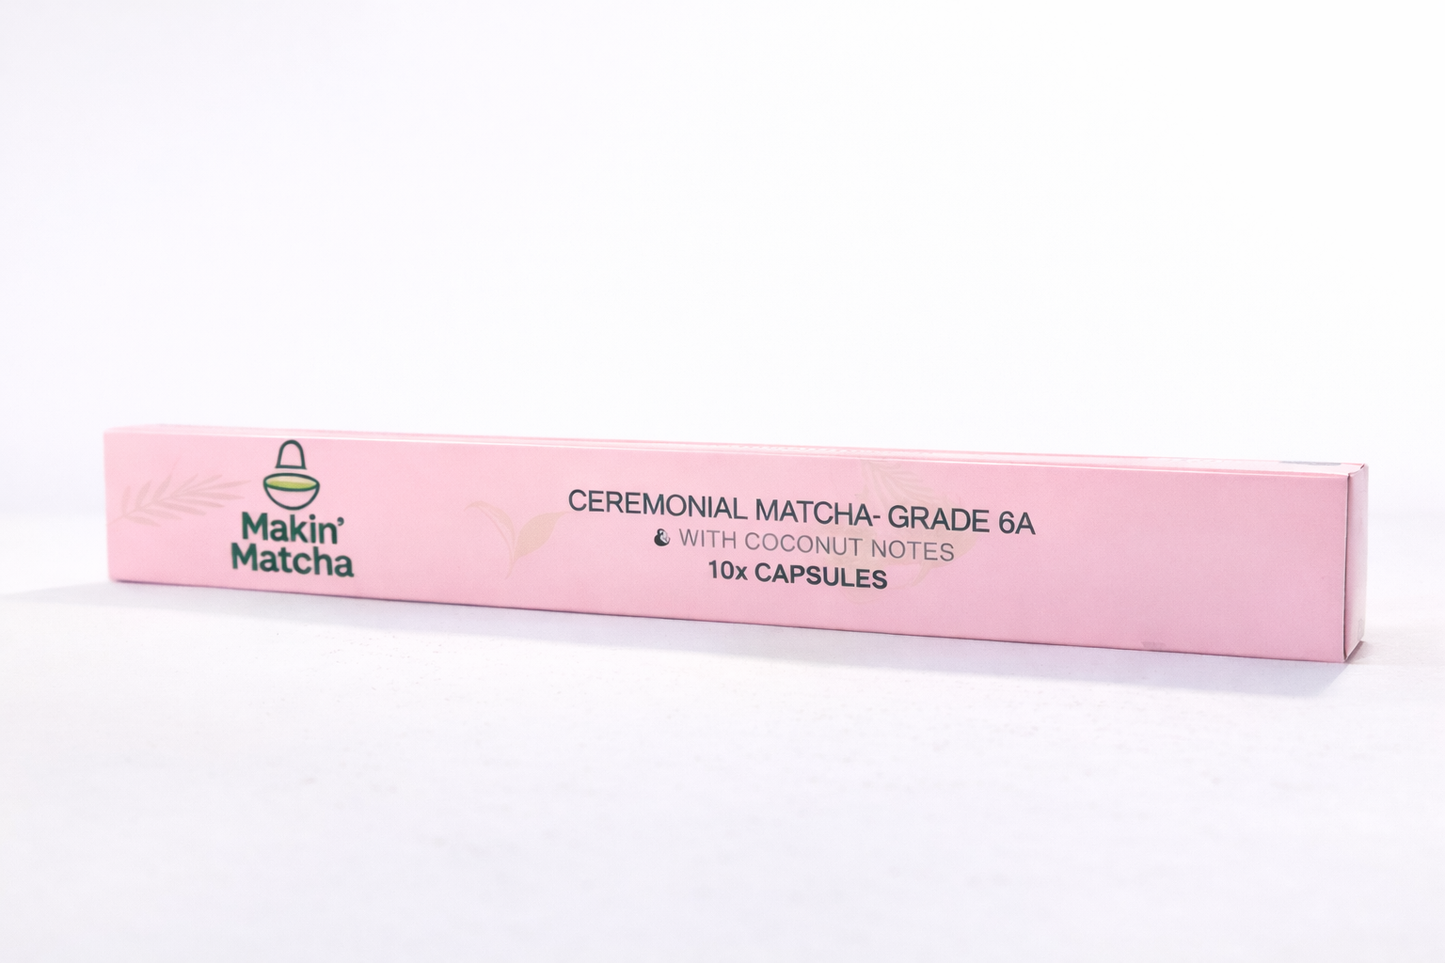 Makin’
Matcha
CEREMONIAL MATCHA- GRADE 6A
& WITH COCONUT NOTES
10x CAPSULES